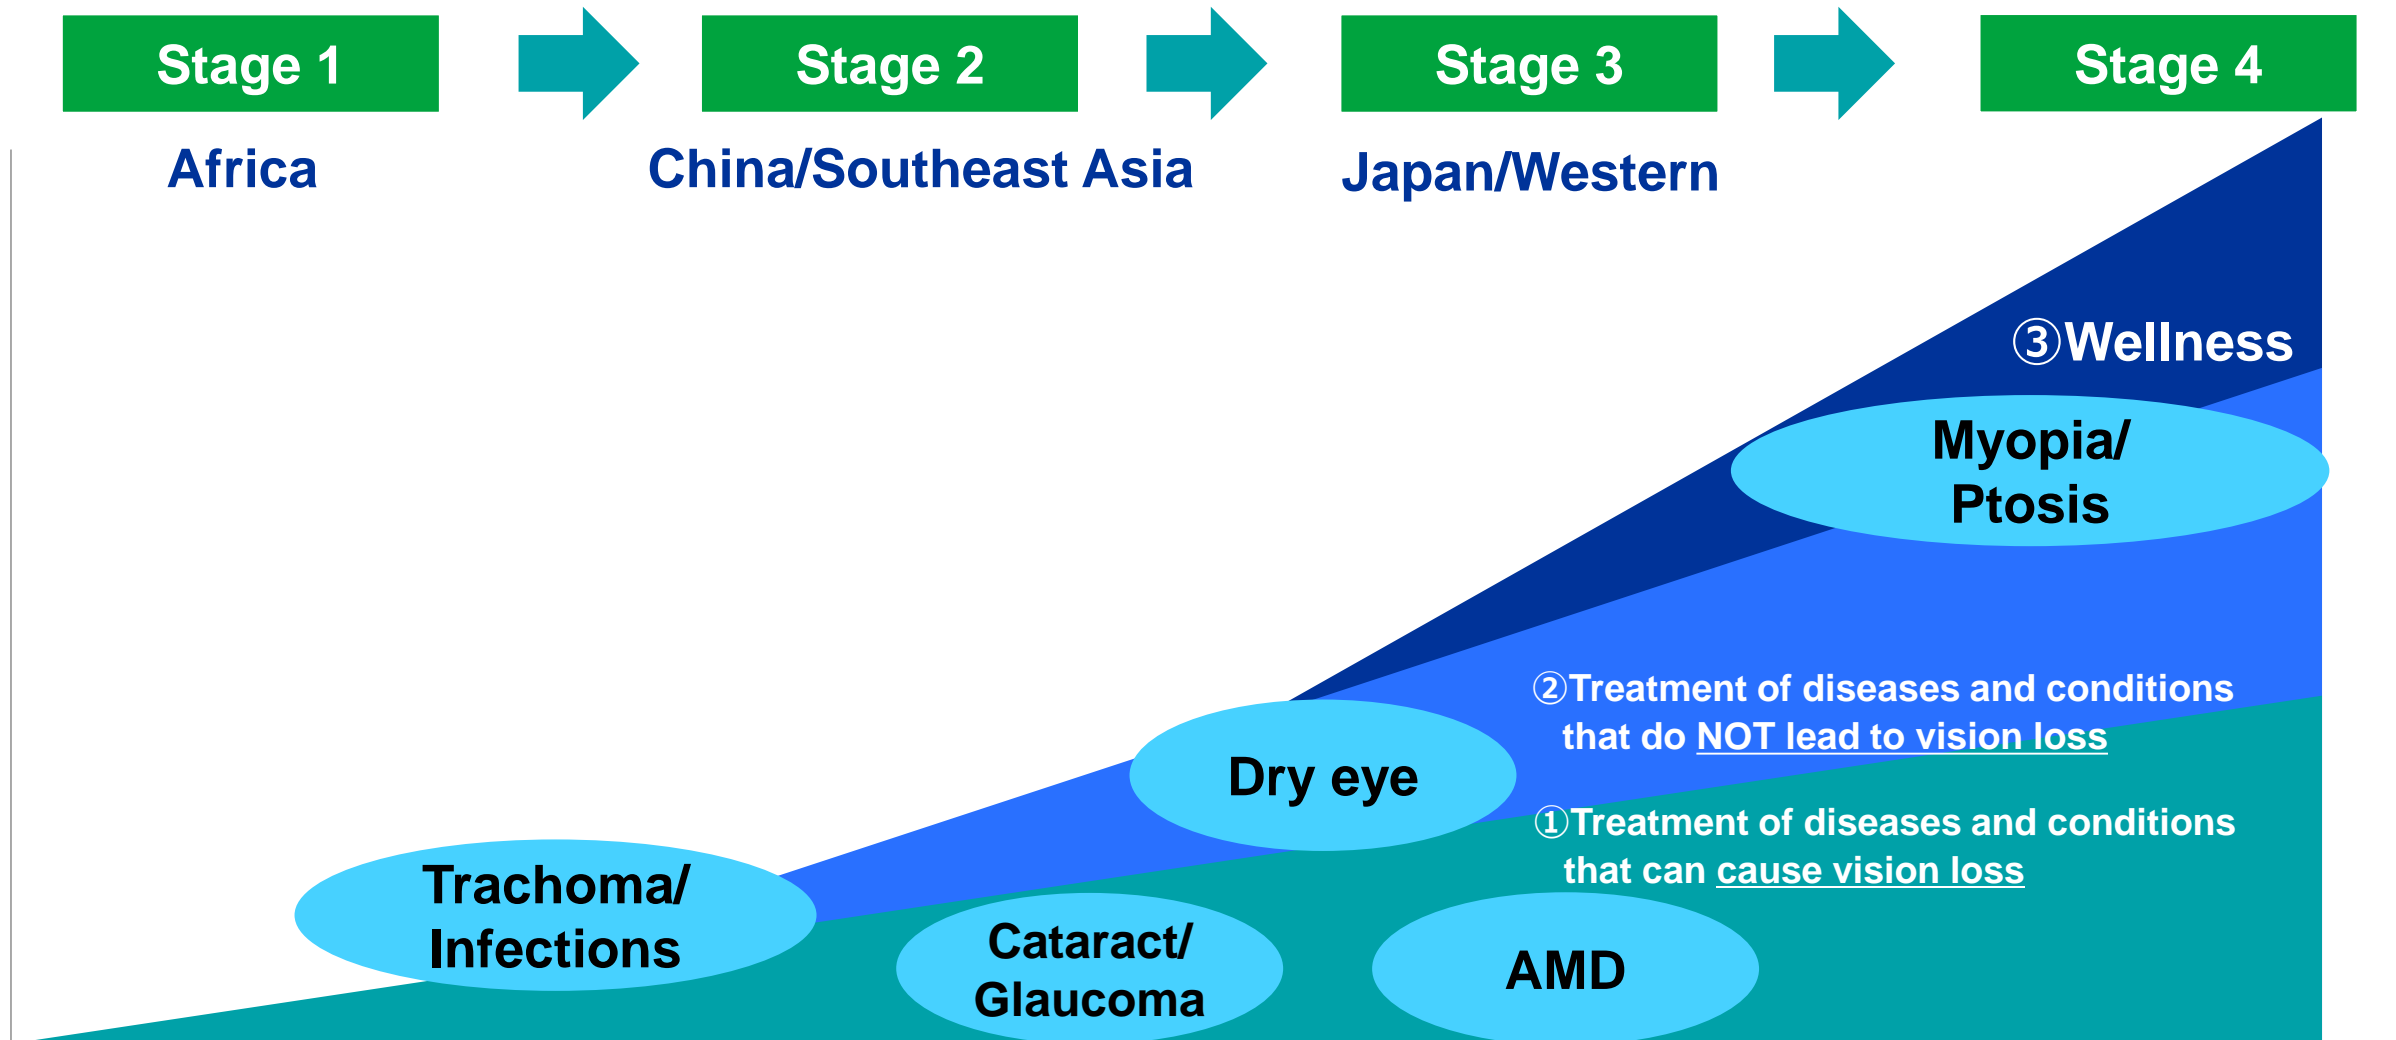 Stage 1
Stage 2
Stage 3
Stage 4
Africa
China/Southeast Asia
Japan/Western
③Wellness
Myopia/
Ptosis
②Treatment of diseases and conditions
that do NOT lead to vision loss
Dry eye
①Treatment of diseases and conditions
that can cause vision loss
Trachoma/
Infections
Cataract/
Glaucoma
AMD